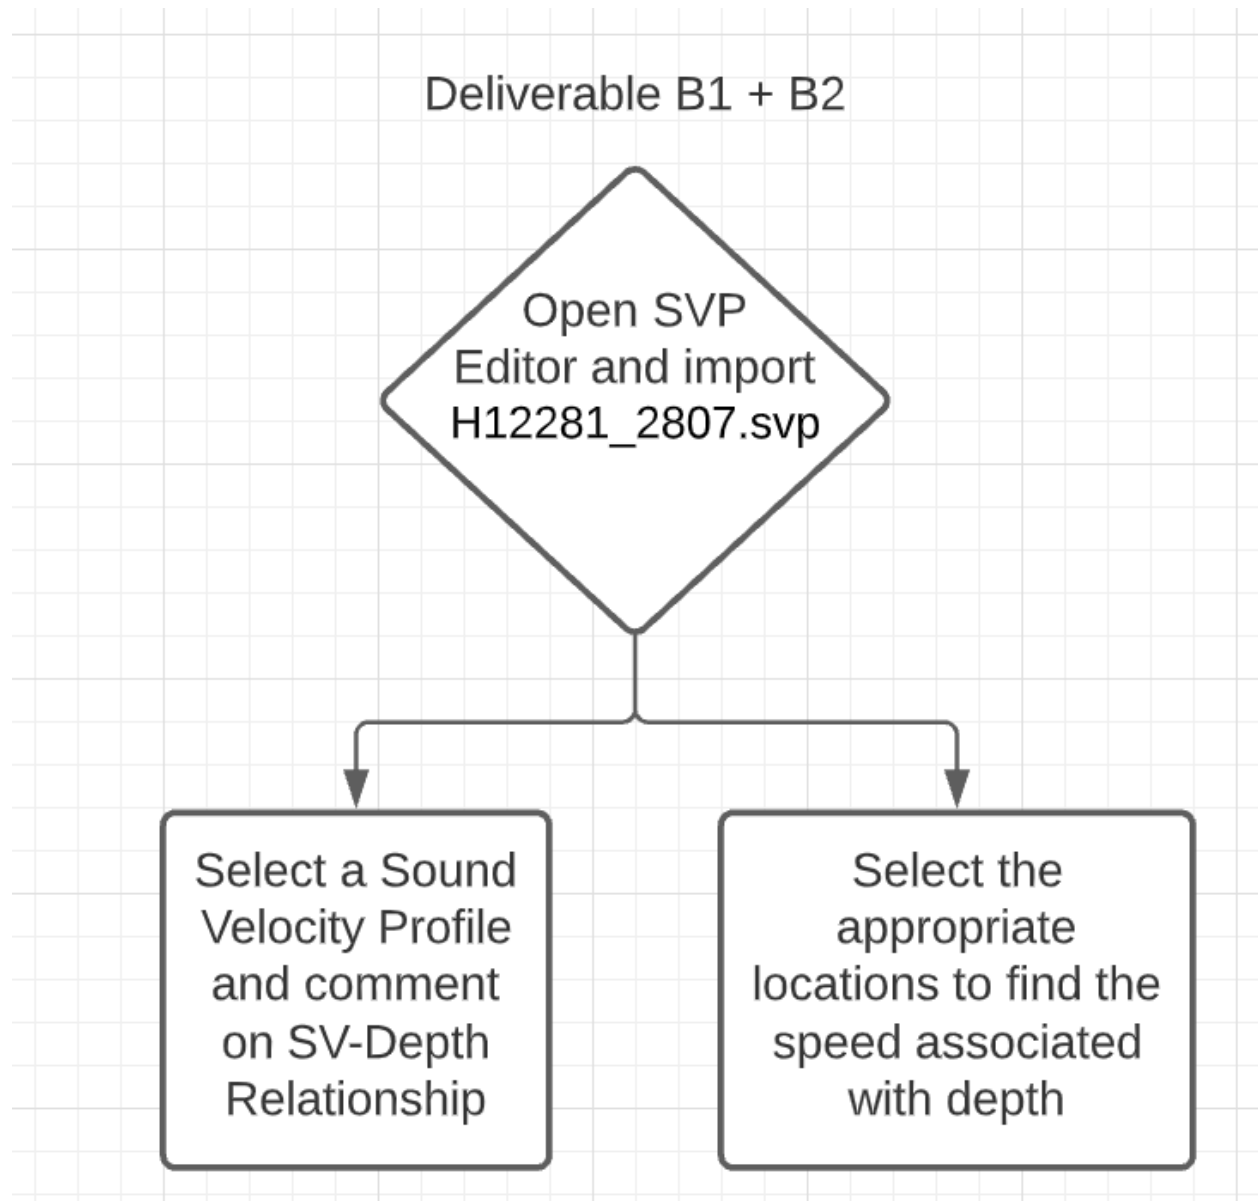 Deliverable B1 + B2
Open SVP
Editor and import
H12281_2807.svp
Select a Sound
Velocity Profile
and comment
on SV-Depth
Relationship
Select the
appropriate
locations to find the
speed associated
with depth